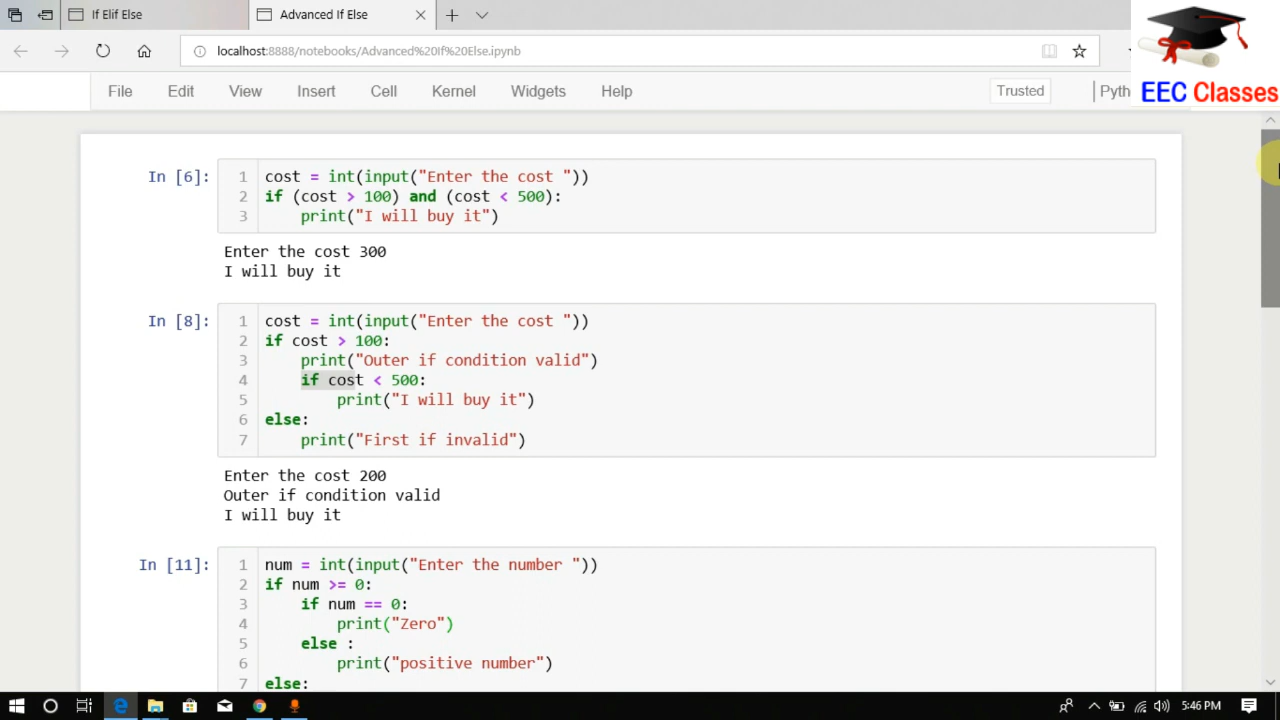 If Elif Else
Advanced If Else
localhost:8888/notebooks/Advanced%20If%20Else.ipynb
File Edit View Insert Cell Kernel Widgets Help Trusted Pyth
EEC Classes
In [6]:
1 cost = int(input("Enter the cost "))
2 if (cost > 100) and (cost < 500):
3 print("I will buy it")
Enter the cost 300
I will buy it
In [8]:
1 cost = int(input("Enter the cost "))
2 if cost > 100:
3 print("Outer if condition valid")
4 if cost < 500:
5 print("I will buy it")
6 else:
7 print("First if invalid")
Enter the cost 200
Outer if condition valid
I will buy it
In [11]:
1 num = int(input("Enter the number "))
2 if num >= 0:
3 if num == 0:
4 print("Zero")
5 else :
6 print("positive number")
7 else:
5:46 PM